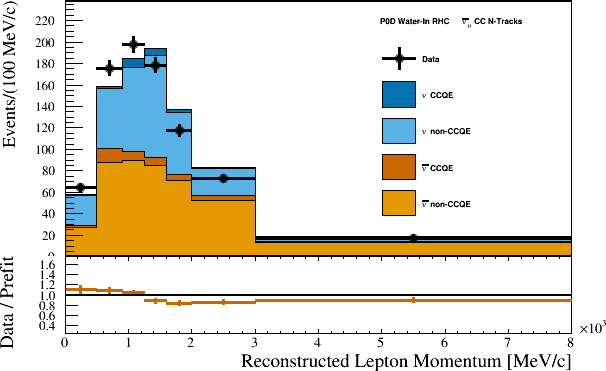 P0D Water-In RHC ν̅μ CC N-Tracks
Data
ν CCQE
ν non-CCQE
ν̅ CCQE
ν̅ non-CCQE
Events/(100 MeV/c)
220
200
180
160
140
120
100
80
60
40
20
0
Data / Prefit
1.6
1.4
1.2
1.0
0.8
0.6
0.4
0 1 2 3 4 5 6 7 8
×10³
Reconstructed Lepton Momentum [MeV/c]